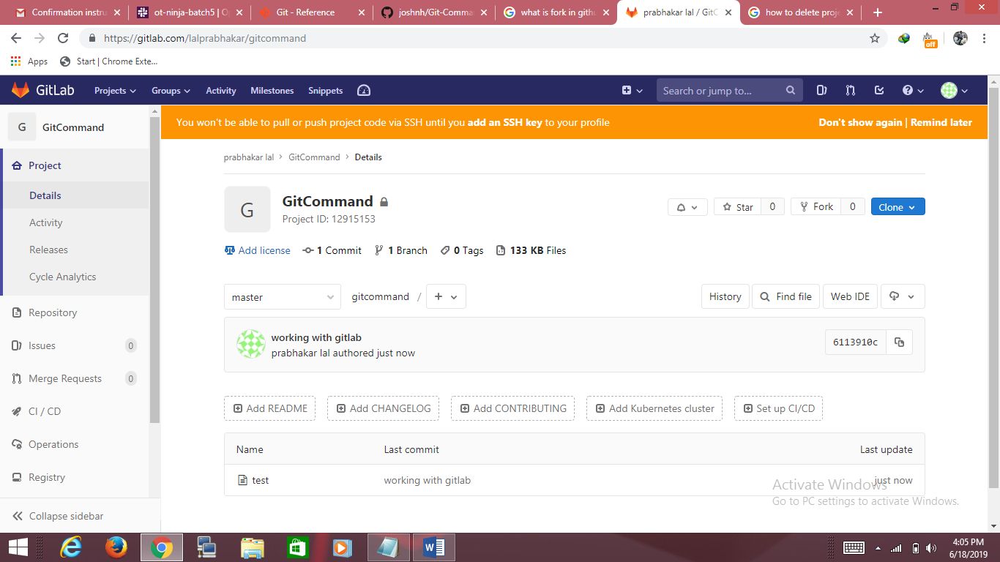 Confirmation instru
ot-ninja-batch5 | O
Git - Reference
joshnh/Git-Comma
what is fork in gith
prabhakar lal / GitC
how to delete proj
https://gitlab.com/lalprabhakar/gitcommand
off
Apps
Start | Chrome Exte...
GitLab
Projects
Groups
Activity
Milestones
Snippets
Search or jump to...
G
GitCommand
You won't be able to pull or push project code via SSH until you add an SSH key to your profile
Don't show again | Remind later
Project
Details
Activity
Releases
Cycle Analytics
Repository
Issues
0
Merge Requests
0
CI / CD
Operations
Registry
Collapse sidebar
prabhakar lal > GitCommand > Details
G
GitCommand
Project ID: 12915153
Star
0
Fork
0
Clone
Add license
1 Commit
1 Branch
0 Tags
133 KB Files
master
gitcommand /
+
History
Find file
Web IDE
working with gitlab
prabhakar lal authored just now
6113910c
Add README
Add CHANGELOG
Add CONTRIBUTING
Add Kubernetes cluster
Set up CI/CD
Name
Last commit
Last update
test
working with gitlab
just now
Activate Windows
Go to PC settings to activate Windows.
4:05 PM
6/18/2019